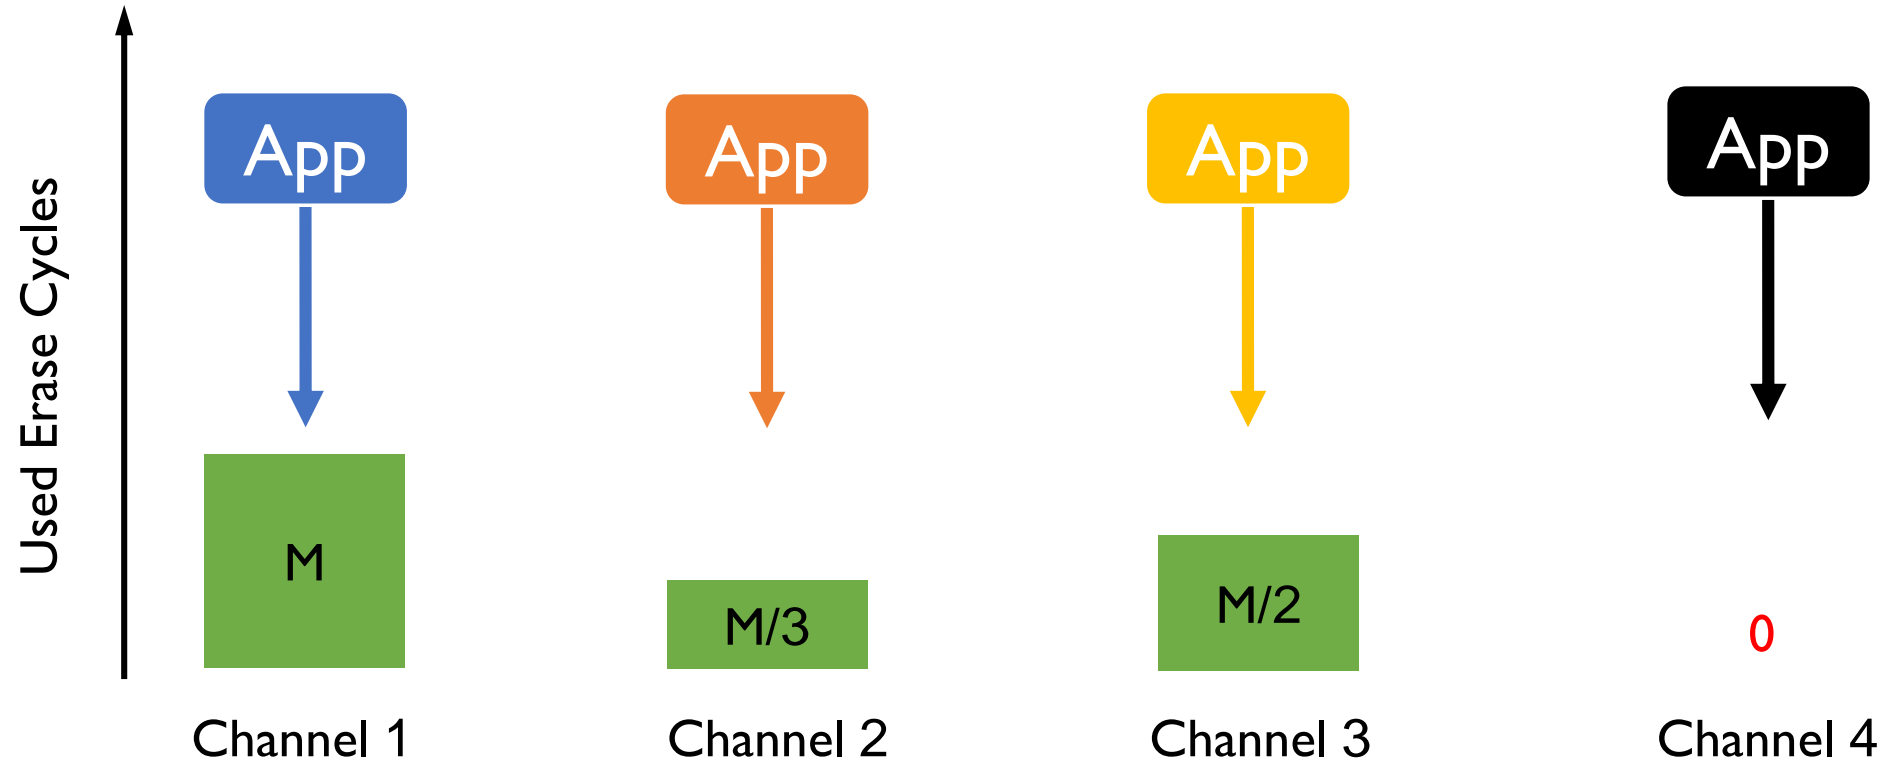 Used Erase Cycles
App
App
App
App
M
M/3
M/2
0
Channel 1
Channel 2
Channel 3
Channel 4